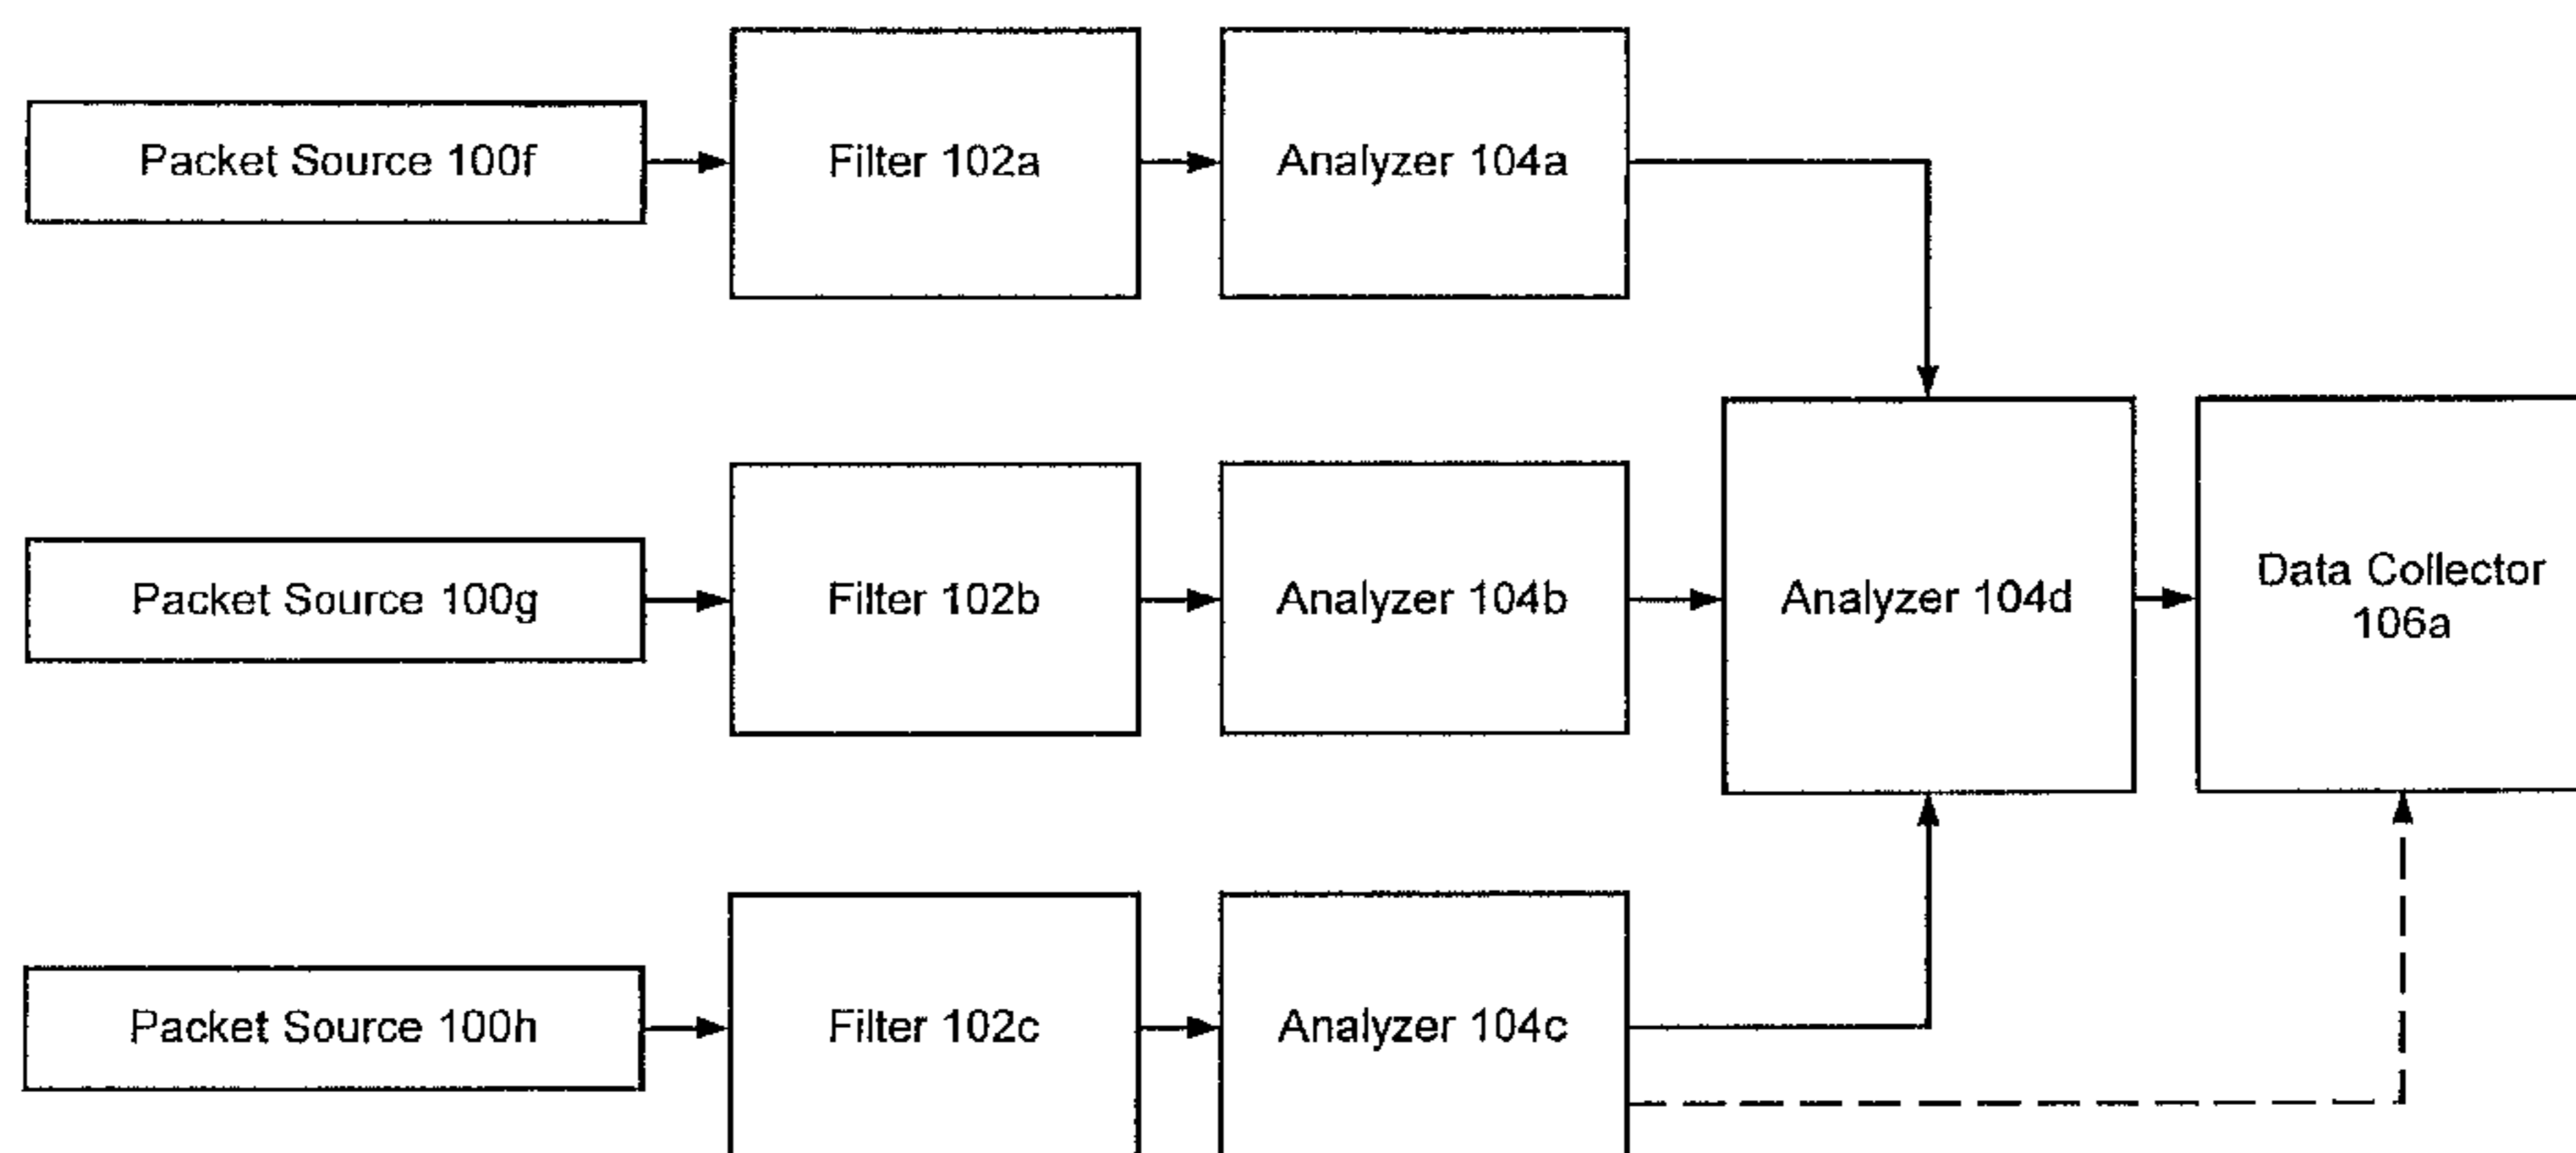 Packet Source 100f
Filter 102a
Analyzer 104a
Packet Source 100g
Filter 102b
Analyzer 104b
Analyzer 104d
Data Collector
106a
Packet Source 100h
Filter 102c
Analyzer 104c